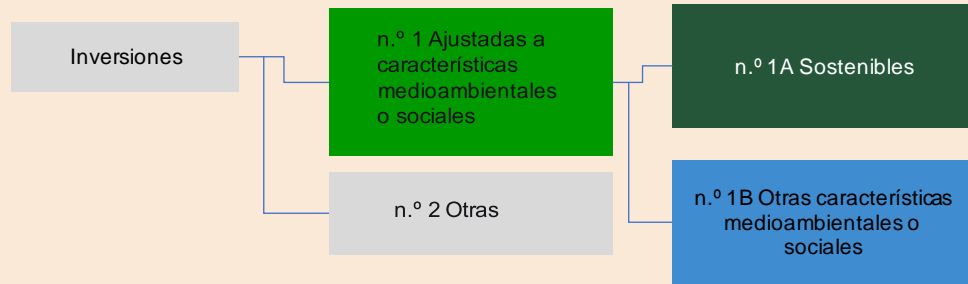 Inversiones
n.º 1 Ajustadas a
características
medioambientales
o sociales
n.º 2 Otras
n.º 1A Sostenibles
n.º 1B Otras características
medioambientales o
sociales